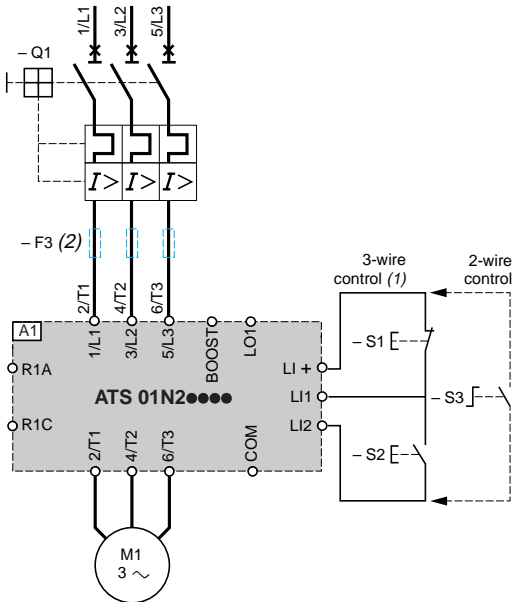 1/L1
3/L2
5/L3
– Q1
I >
I >
I >
– F3 (2)
2/T1
4/T2
6/T3
3-wire
control (1)
2-wire
control
A1
1/L1
3/L2
5/L3
BOOST
LO1
– S1
R1A
LI +
ATS 01N2●●●●
LI1
– S3
R1C
LI2
– S2
2/T1
4/T2
6/T3
COM
M1
3 ~